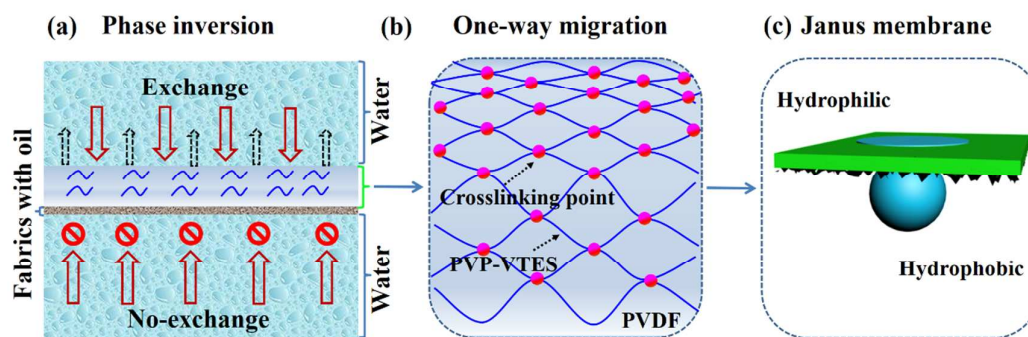 (a) Phase inversion
Exchange
Water
Fabrics with oil
No-exchange
Water
(b) One-way migration
Crosslinking point
PVP-VTES
PVDF
(c) Janus membrane
Hydrophilic
Hydrophobic